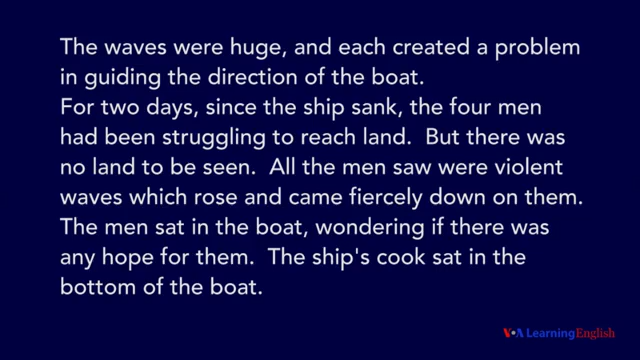 The waves were huge, and each created a problem
in guiding the direction of the boat.
For two days, since the ship sank, the four men
had been struggling to reach land.  But there was
no land to be seen.  All the men saw were violent
waves which rose and came fiercely down on them.
The men sat in the boat, wondering if there was
any hope for them.  The ship's cook sat in the
bottom of the boat.
VOA Learning English